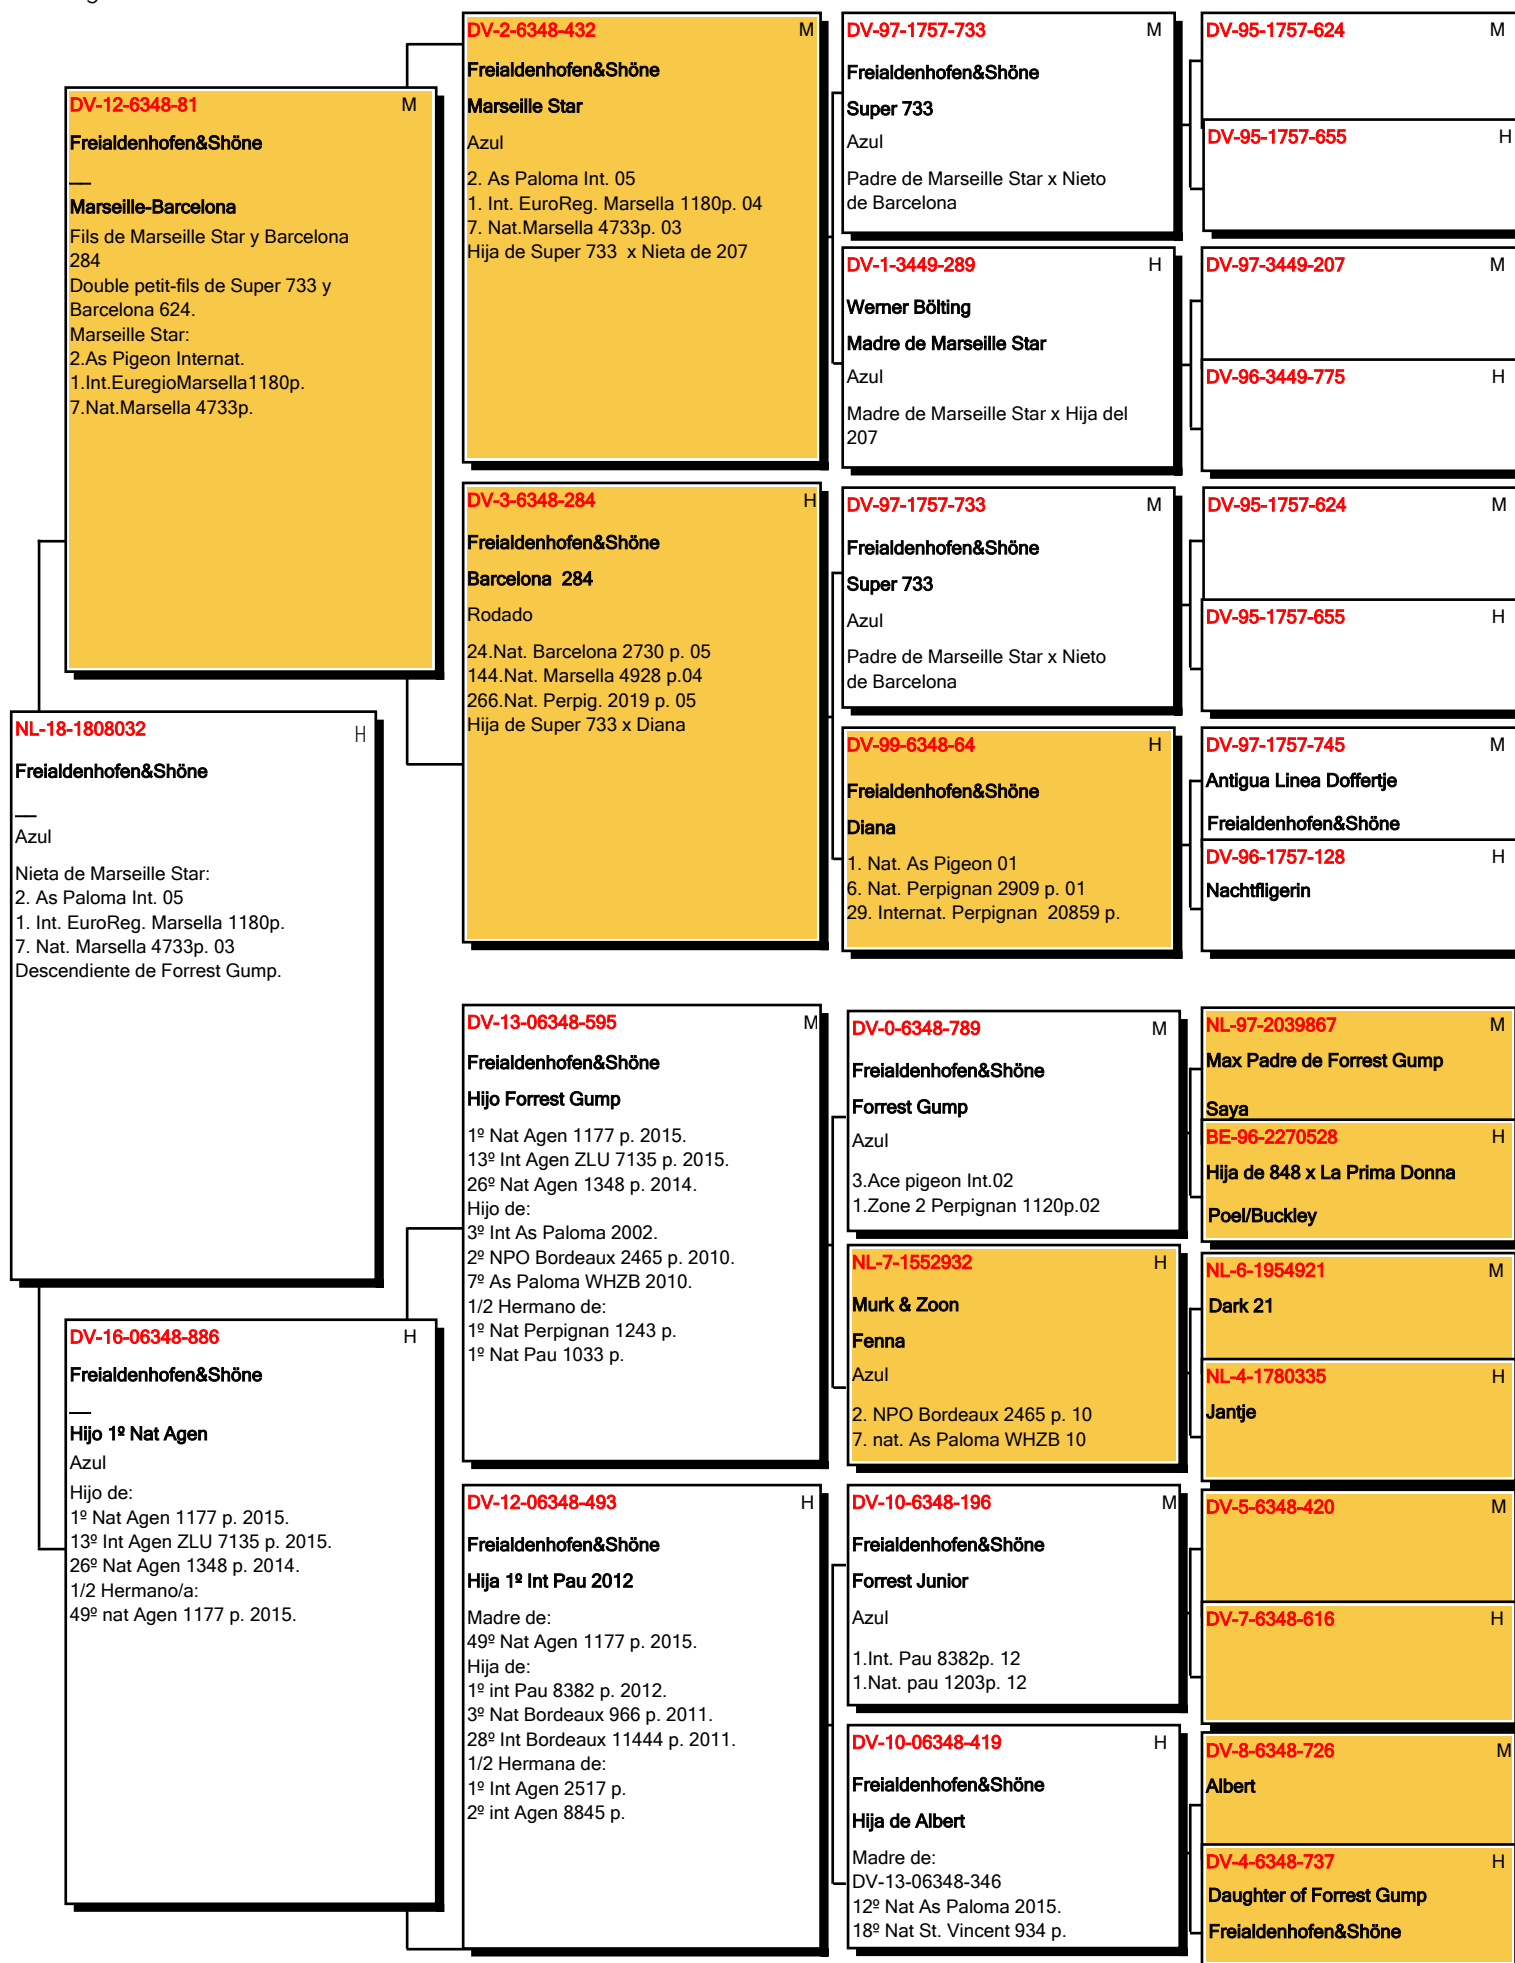 DV-12-6348-81 M
Freialdenhofen&Shöne
__
Marseille-Barcelona
Fils de Marseille Star y Barcelona
284
Double petit-fils de Super 733 y
Barcelona 624.
Marseille Star:
2.As Pigeon Internat.
1.Int.EuregioMarsella1180p.
7.Nat.Marsella 4733p.
NL-18-1808032 H
Freialdenhofen&Shöne
__
Azul
Nieta de Marseille Star:
2. As Paloma Int. 05
1. Int. EuroReg. Marsella 1180p.
7. Nat. Marsella 4733p. 03
Descendiente de Forrest Gump.
DV-16-06348-886 H
Freialdenhofen&Shöne
__
Hijo 1º Nat Agen
Azul
Hijo de:
1º Nat Agen 1177 p. 2015.
13º Int Agen ZLU 7135 p. 2015.
26º Nat Agen 1348 p. 2014.
1/2 Hermano/a:
49º nat Agen 1177 p. 2015.
DV-2-6348-432 M
Freialdenhofen&Shöne
Marseille Star
Azul
2. As Paloma Int. 05
1. Int. EuroReg. Marsella 1180p. 04
7. Nat.Marsella 4733p. 03
Hija de Super 733 x Nieta de 207
DV-3-6348-284 H
Freialdenhofen&Shöne
Barcelona 284
Rodado
24.Nat. Barcelona 2730 p. 05
144.Nat. Marsella 4928 p.04
266.Nat. Perpig. 2019 p. 05
Hija de Super 733 x Diana
DV-13-06348-595 M
Freialdenhofen&Shöne
Hijo Forrest Gump
1º Nat Agen 1177 p. 2015.
13º Int Agen ZLU 7135 p. 2015.
26º Nat Agen 1348 p. 2014.
Hijo de:
3º Int As Paloma 2002.
2º NPO Bordeaux 2465 p. 2010.
7º As Paloma WHZB 2010.
1/2 Hermano de:
1º Nat Perpignan 1243 p.
1º Nat Pau 1033 p.
DV-12-06348-493 H
Freialdenhofen&Shöne
Hija 1º Int Pau 2012
Madre de:
49º Nat Agen 1177 p. 2015.
Hija de:
1º int Pau 8382 p. 2012.
3º Nat Bordeaux 966 p. 2011.
28º Int Bordeaux 11444 p. 2011.
1/2 Hermana de:
1º Int Agen 2517 p.
2º int Agen 8845 p.
DV-97-1757-733 M
Freialdenhofen&Shöne
Super 733
Azul
Padre de Marseille Star x Nieto
de Barcelona
DV-1-3449-289 H
Werner Bölting
Madre de Marseille Star
Azul
Madre de Marseille Star x Hija del
207
DV-97-1757-733 M
Freialdenhofen&Shöne
Super 733
Azul
Padre de Marseille Star x Nieto
de Barcelona
DV-99-6348-64 H
Freialdenhofen&Shöne
Diana
1. Nat. As Pigeon 01
6. Nat. Perpignan 2909 p. 01
29. Internat. Perpignan 20859 p.
DV-0-6348-789 M
Freialdenhofen&Shöne
Forrest Gump
Azul
3.Ace pigeon Int.02
1.Zone 2 Perpignan 1120p.02
NL-7-1552932 H
Murk & Zoon
Fenna
Azul
2. NPO Bordeaux 2465 p. 10
7. nat. As Paloma WHZB 10
DV-10-6348-196 M
Freialdenhofen&Shöne
Forrest Junior
Azul
1.Int. Pau 8382p. 12
1.Nat. pau 1203p. 12
DV-10-06348-419 H
Freialdenhofen&Shöne
Hija de Albert
Madre de:
DV-13-06348-346
12º Nat As Paloma 2015.
18º Nat St. Vincent 934 p.
DV-95-1757-624 M
DV-95-1757-655 H
DV-97-3449-207 M
DV-96-3449-775 H
DV-95-1757-624 M
DV-95-1757-655 H
DV-97-1757-745 M
Antigua Linea Doffertje
Freialdenhofen&Shöne
DV-96-1757-128 H
Nachtfligerin
NL-97-2039867 M
Max Padre de Forrest Gump
Saya
BE-96-2270528 H
Hija de 848 x La Prima Donna
Poel/Buckley
NL-6-1954921 M
Dark 21
NL-4-1780335 H
Jantje
DV-5-6348-420 M
DV-7-6348-616 H
DV-8-6348-726 M
Albert
DV-4-6348-737 H
Daughter of Forrest Gump
Freialdenhofen&Shöne